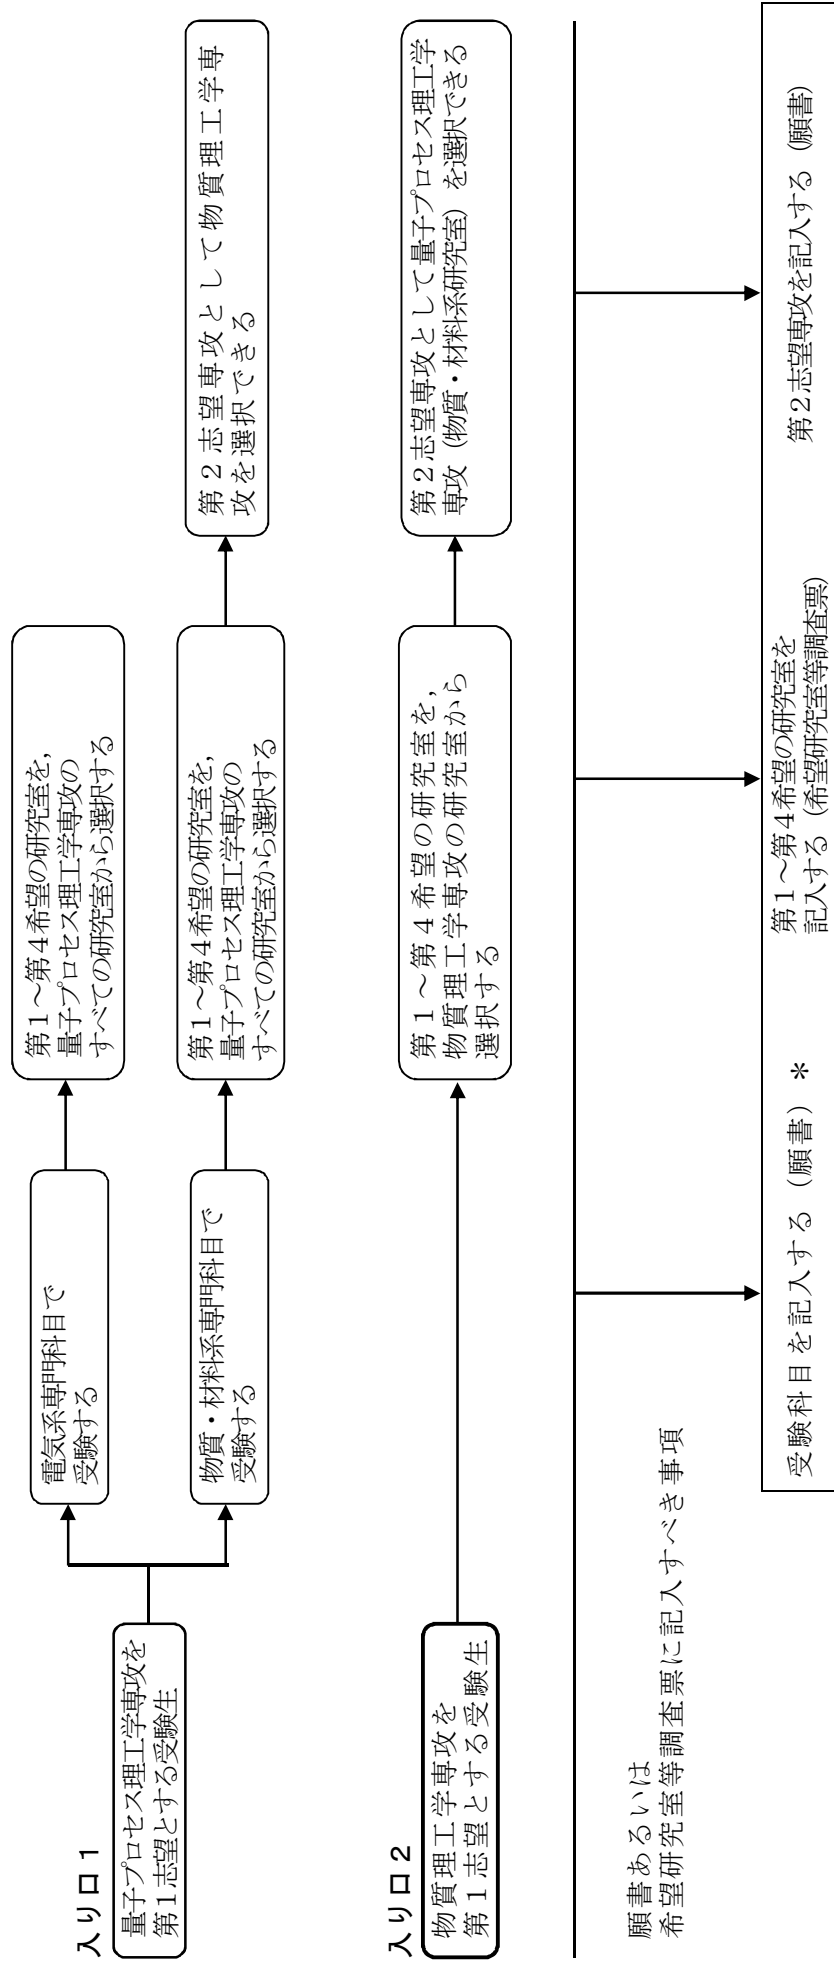 入り口１
量子プロセス理工学専攻を
第１志望とする受験生
電気系専門科目で
受験する
第１～第４希望の研究室を，
量子プロセス理工学専攻の
すべての研究室から選択する
物質・材料系専門科目で
受験する
第１～第４希望の研究室を，
量子プロセス理工学専攻の
すべての研究室から選択する
第２志望専攻として物質理工学専
攻を選択できる
入り口２
物質理工学専攻を
第１志望とする受験生
第１～第４希望の研究室を，
物質理工学専攻の研究室から
選択する
第２志望専攻として量子プロセス理工学
専攻（物質・材料系研究室）を選択できる
願書あるいは
希望研究室等調査票に記入すべき事項
受験科目を記入する（願書）＊
第１～第４希望の研究室を
記入する（希望研究室等調査票）
第２志望専攻を記入する（願書）